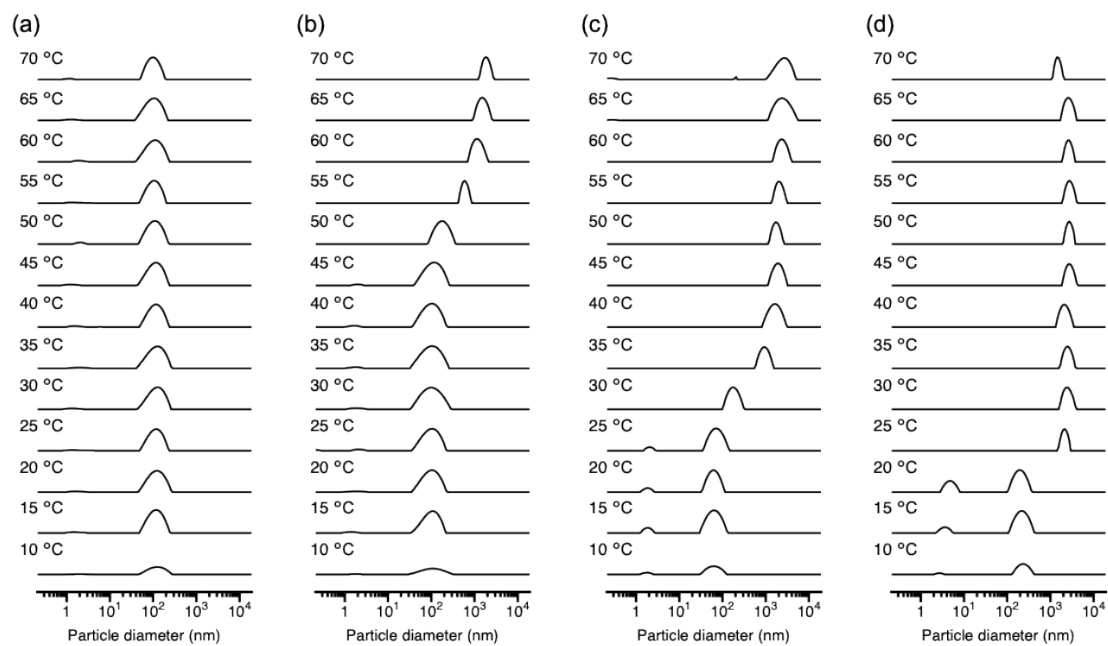 (a) (b) (c) (d)
70 °C 70 °C 70 °C 70 °C
65 °C 65 °C 65 °C 65 °C
60 °C 60 °C 60 °C 60 °C
55 °C 55 °C 55 °C 55 °C
50 °C 50 °C 50 °C 50 °C
45 °C 45 °C 45 °C 45 °C
40 °C 40 °C 40 °C 40 °C
35 °C 35 °C 35 °C 35 °C
30 °C 30 °C 30 °C 30 °C
25 °C 25 °C 25 °C 25 °C
20 °C 20 °C 20 °C 20 °C
15 °C 15 °C 15 °C 15 °C
10 °C 10 °C 10 °C 10 °C
1 10¹ 10² 10³ 10⁴ 1 10¹ 10² 10³ 10⁴ 1 10¹ 10² 10³ 10⁴ 1 10¹ 10² 10³ 10⁴
Particle diameter (nm) Particle diameter (nm) Particle diameter (nm) Particle diameter (nm)